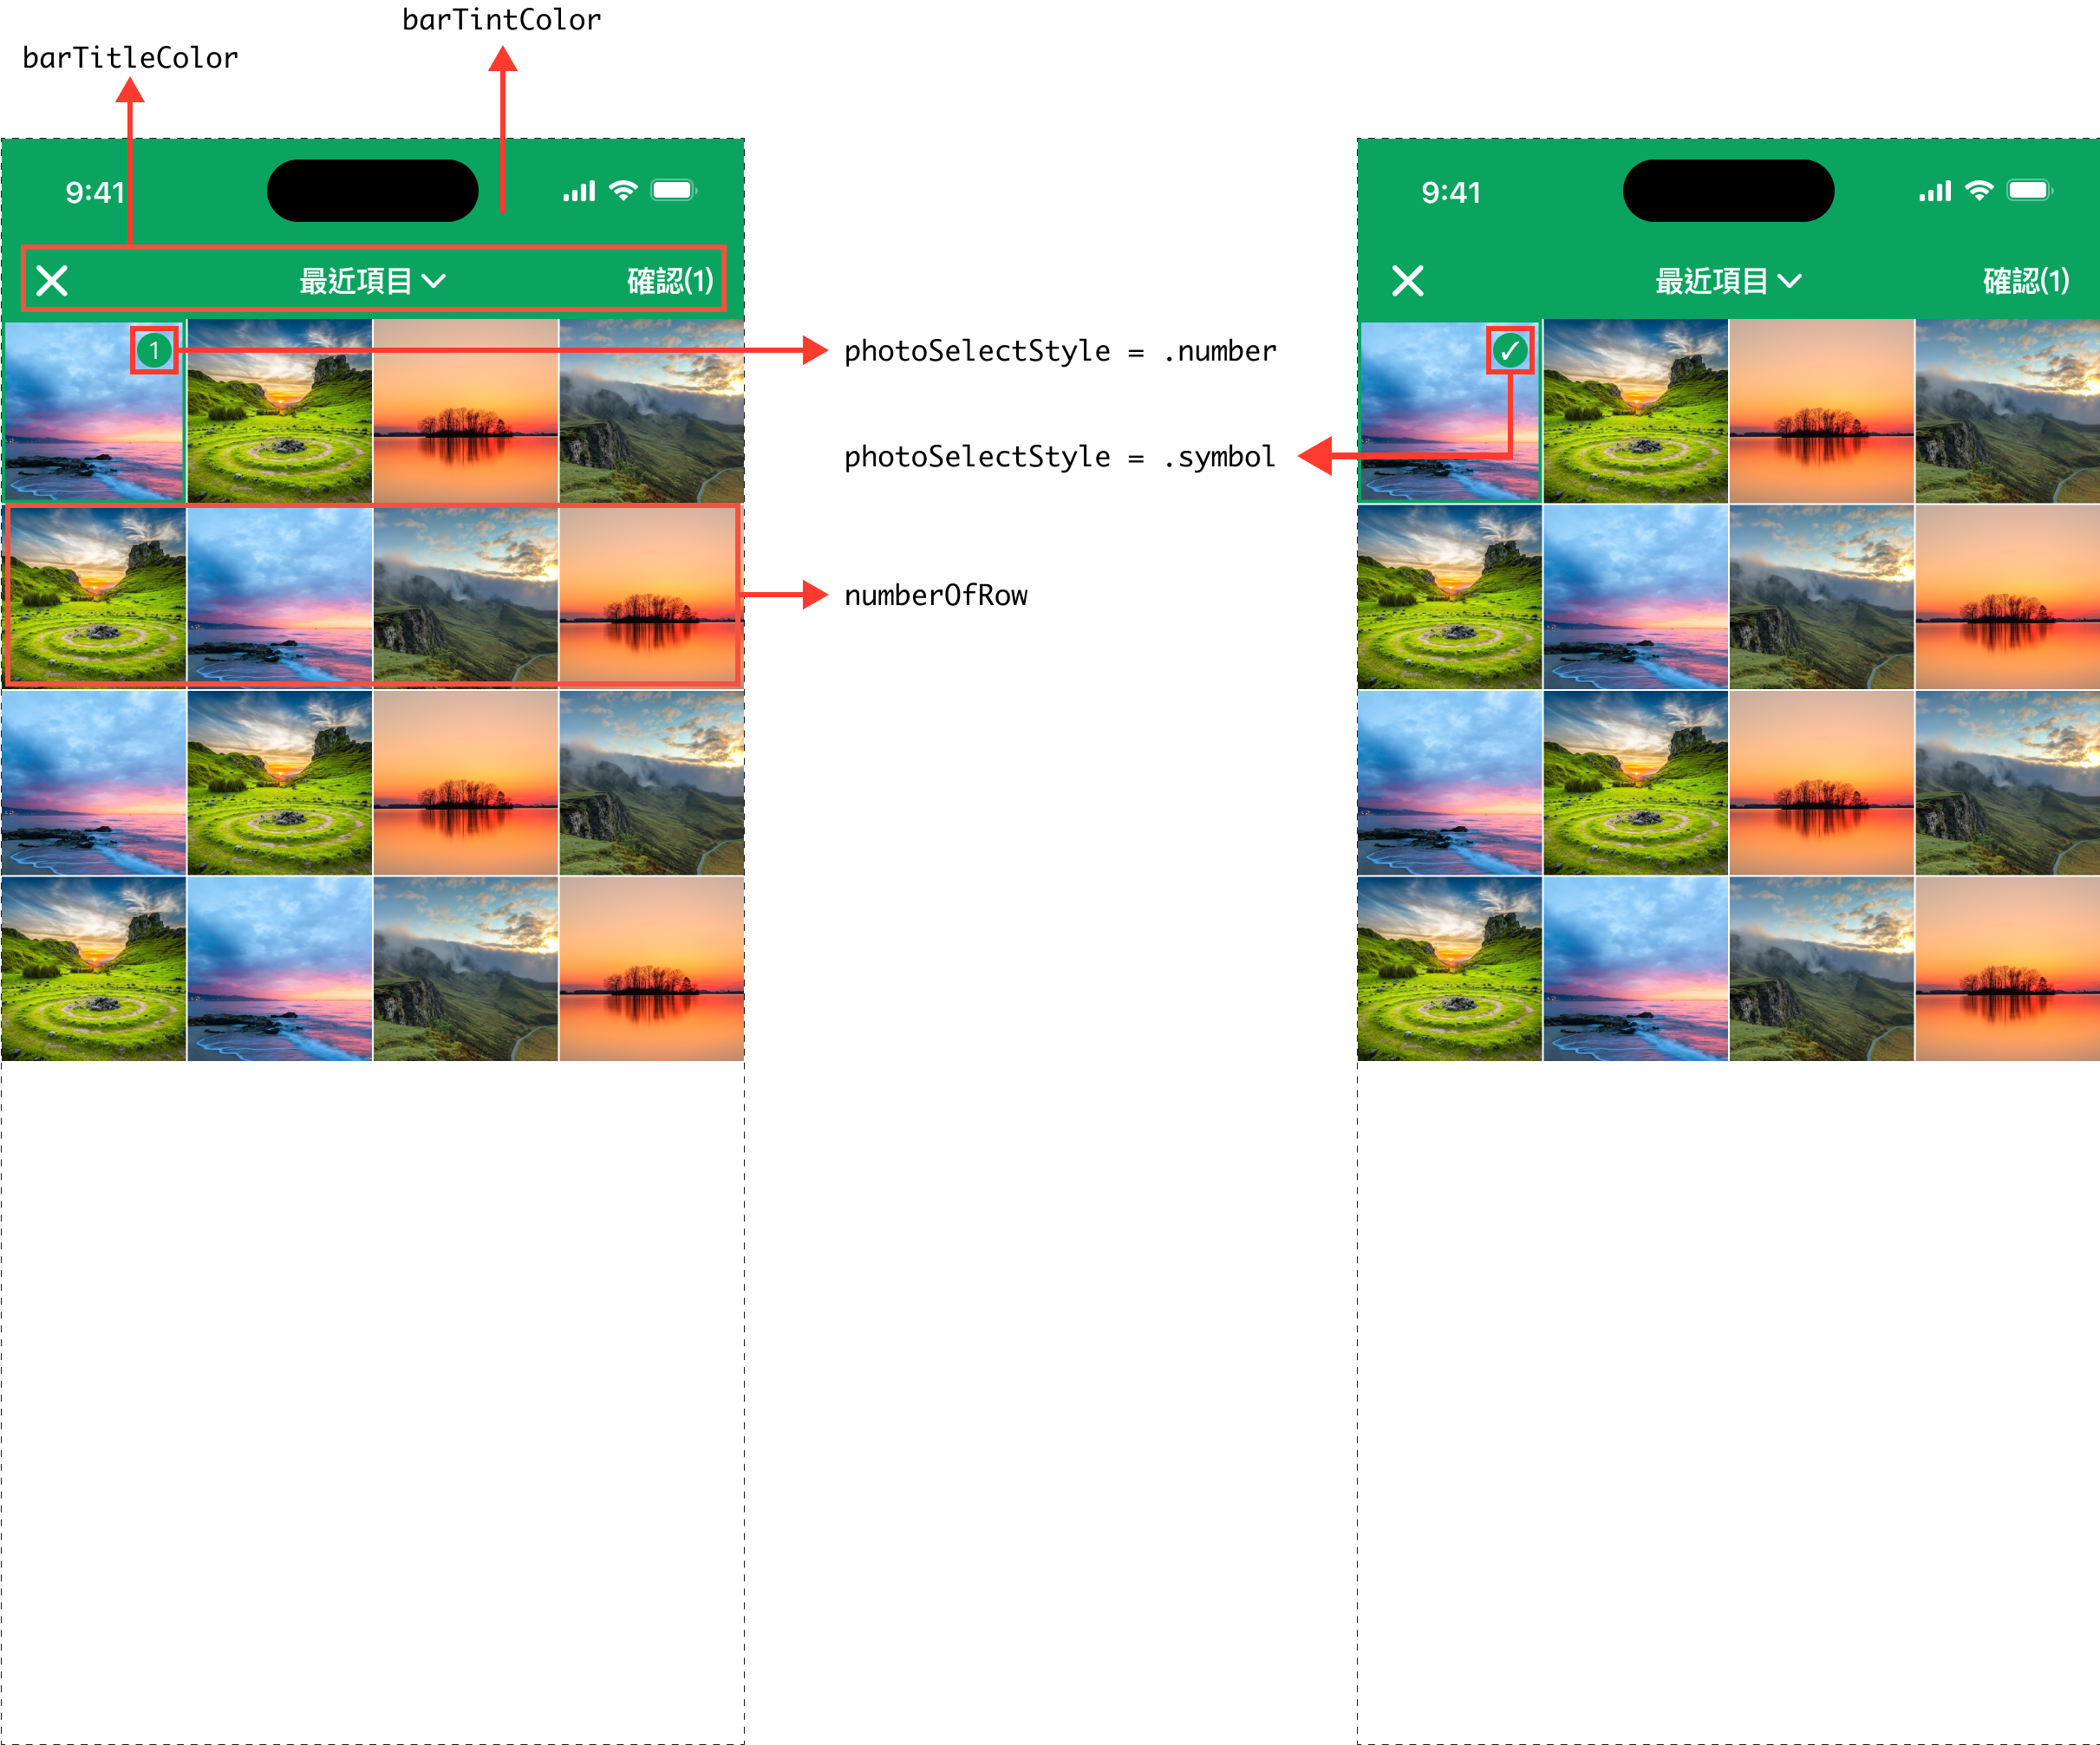 barTintColor
barTitleColor
9:41
最近項目
確認(1)
1
photoSelectStyle = .number
photoSelectStyle = .symbol
numberOfRow
9:41
最近項目
確認(1)